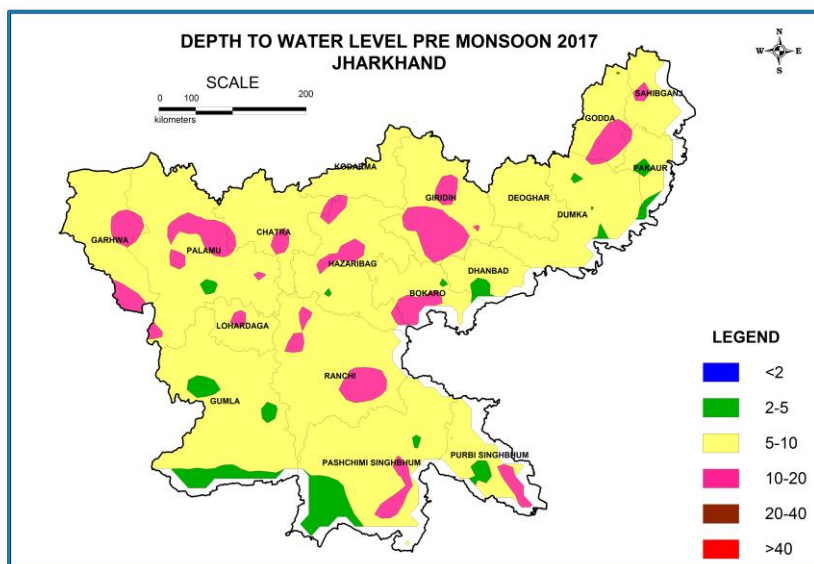 DEPTH TO WATER LEVEL PRE MONSOON 2017
JHARKHAND
N
W E
S
SCALE
0 100 200
kilometers
SAHIBGANJ
GODDA
KODARMA
PAKAUR
GIRIDIH
DEOGHAR
DUMKA
CHATRA
GARHWA
PALAMU
HAZARIBAG
DHANBAD
BOKARO
LOHARDAGA
RANCHI
GUMLA
PURBI SINGHBHUM
PASHCHIMI SINGHBHUM
LEGEND
<2
2-5
5-10
10-20
20-40
>40